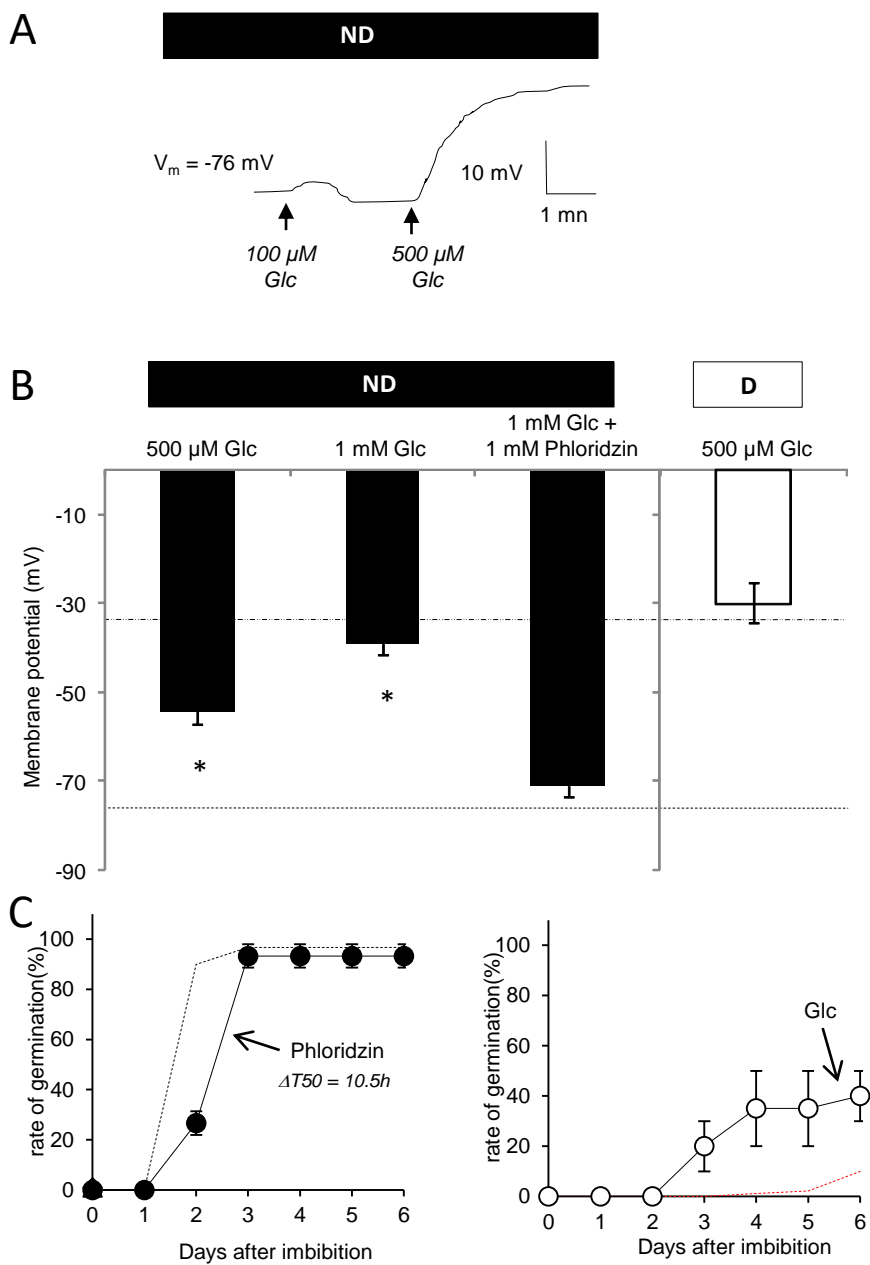 A
ND
Vm = -76 mV
10 mV
1 mn
100 µM
Glc
500 µM
Glc
B
ND
D
500 µM Glc
1 mM Glc
1 mM Glc +
1 mM Phloridzin
500 µM Glc
Membrane potential (mV)
-10
-30
-50
-70
-90
*
*
C
rate of germination(%)
100
80
60
40
20
0
0 1 2 3 4 5 6
Days after imbibition
Phloridzin
ΔT50 = 10.5h
rate of germination(%)
100
80
60
40
20
0
0 1 2 3 4 5 6
Days after imbibition
Glc